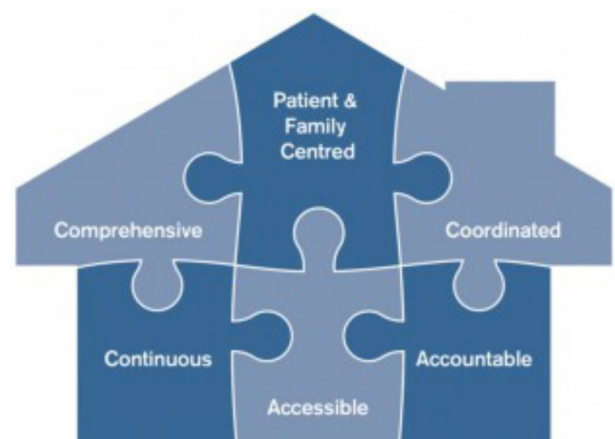 Patient &
Family
Centred
Comprehensive
Coordinated
Continuous
Accountable
Accessible